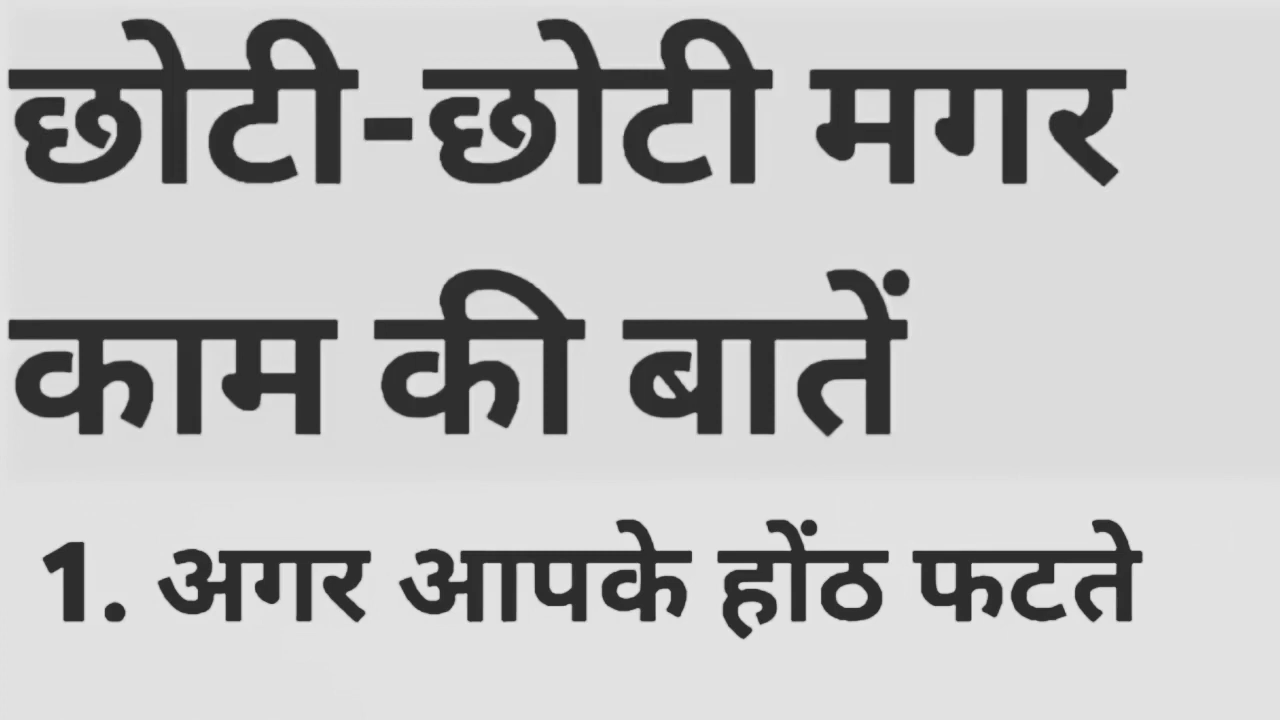 छोटी-छोटी मगर
काम की बातें
1. अगर आपके होंठ फटते